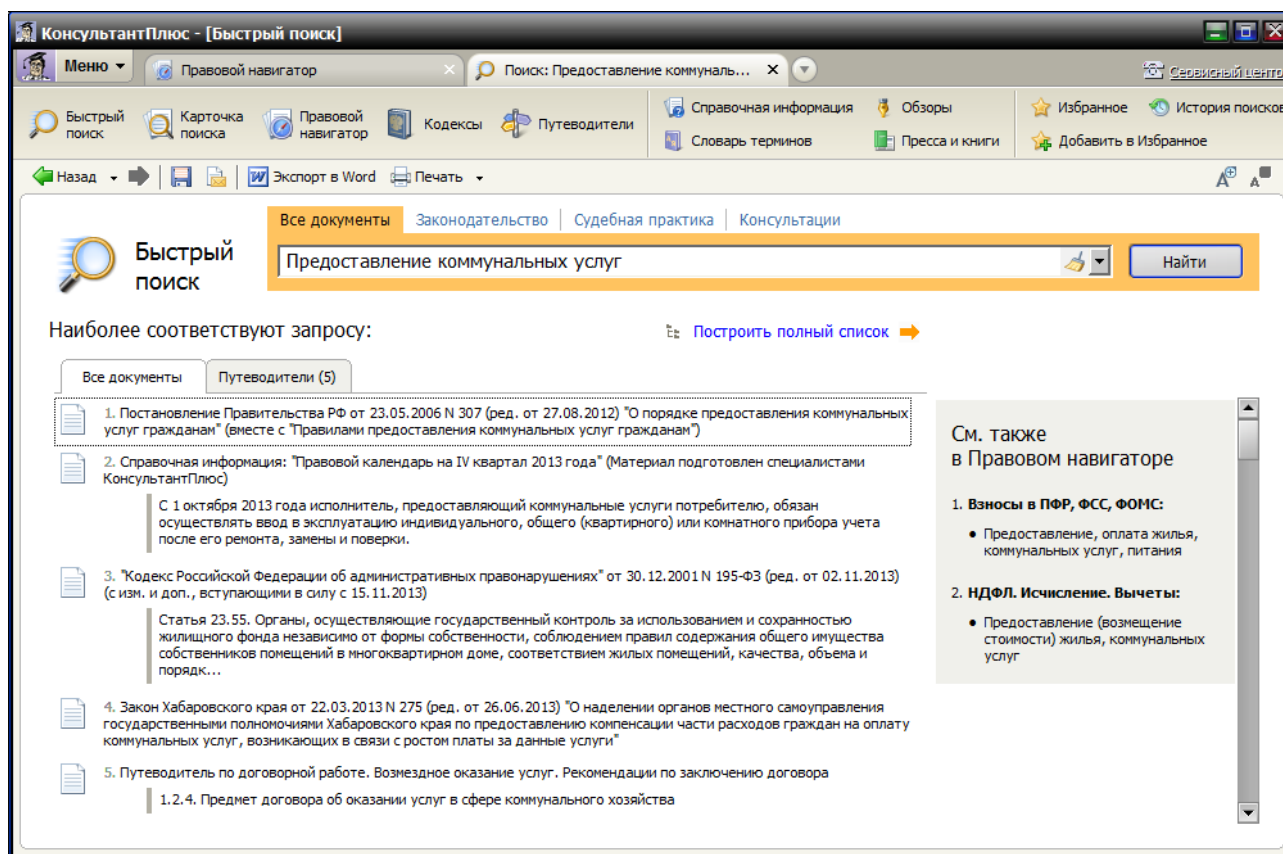 КонсультантПлюс - [Быстрый поиск]
Меню
Правовой навигатор
Поиск: Предоставление коммуналь...
Сервисный центр
Быстрый поиск
Карточка поиска
Правовой навигатор
Кодексы
Путеводители
Справочная информация
Словарь терминов
Обзоры
Пресса и книги
Избранное
История поисков
Добавить в Избранное
Назад
Экспорт в Word
Печать
Все документы
Законодательство
Судебная практика
Консультации
Быстрый
поиск
Предоставление коммунальных услуг
Найти
Наиболее соответствуют запросу:
Построить полный список
Все документы
Путеводители (5)
1. Постановление Правительства РФ от 23.05.2006 N 307 (ред. от 27.08.2012) "О порядке предоставления коммунальных
услуг гражданам" (вместе с "Правилами предоставления коммунальных услуг гражданам")
2. Справочная информация: "Правовой календарь на IV квартал 2013 года" (Материал подготовлен специалистами
КонсультантПлюс)
С 1 октября 2013 года исполнитель, предоставляющий коммунальные услуги потребителю, обязан
осуществлять ввод в эксплуатацию индивидуального, общего (квартирного) или комнатного прибора учета
после его ремонта, замены и поверки.
3. "Кодекс Российской Федерации об административных правонарушениях" от 30.12.2001 N 195-ФЗ (ред. от 02.11.2013)
(с изм. и доп., вступающими в силу с 15.11.2013)
Статья 23.55. Органы, осуществляющие государственный контроль за использованием и сохранностью
жилищного фонда независимо от формы собственности, соблюдением правил содержания общего имущества
собственников помещений в многоквартирном доме, соответствием жилых помещений, качества, объема и
порядк...
4. Закон Хабаровского края от 22.03.2013 N 275 (ред. от 26.06.2013) "О наделении органов местного самоуправления
государственными полномочиями Хабаровского края по предоставлению компенсации части расходов граждан на оплату
коммунальных услуг, возникающих в связи с ростом платы за данные услуги"
5. Путеводитель по договорной работе. Возмездное оказание услуг. Рекомендации по заключению договора
1.2.4. Предмет договора об оказании услуг в сфере коммунального хозяйства
См. также
в Правовом навигаторе
1. Взносы в ПФР, ФСС, ФОМС:
• Предоставление, оплата жилья,
коммунальных услуг, питания
2. НДФЛ. Исчисление. Вычеты:
• Предоставление (возмещение
стоимости) жилья, коммунальных
услуг